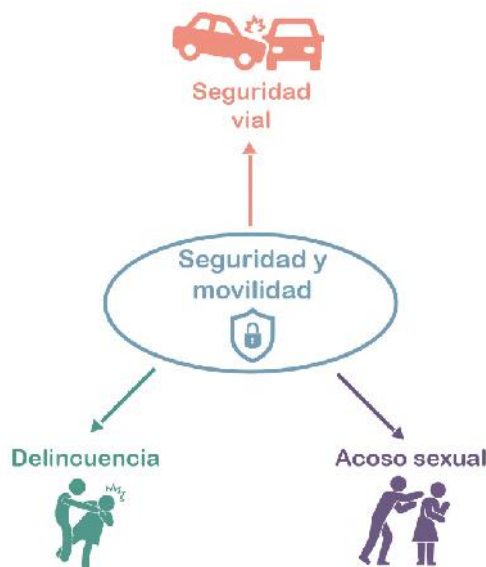 Seguridad
vial
Seguridad y
movilidad
Delincuencia
Acoso sexual